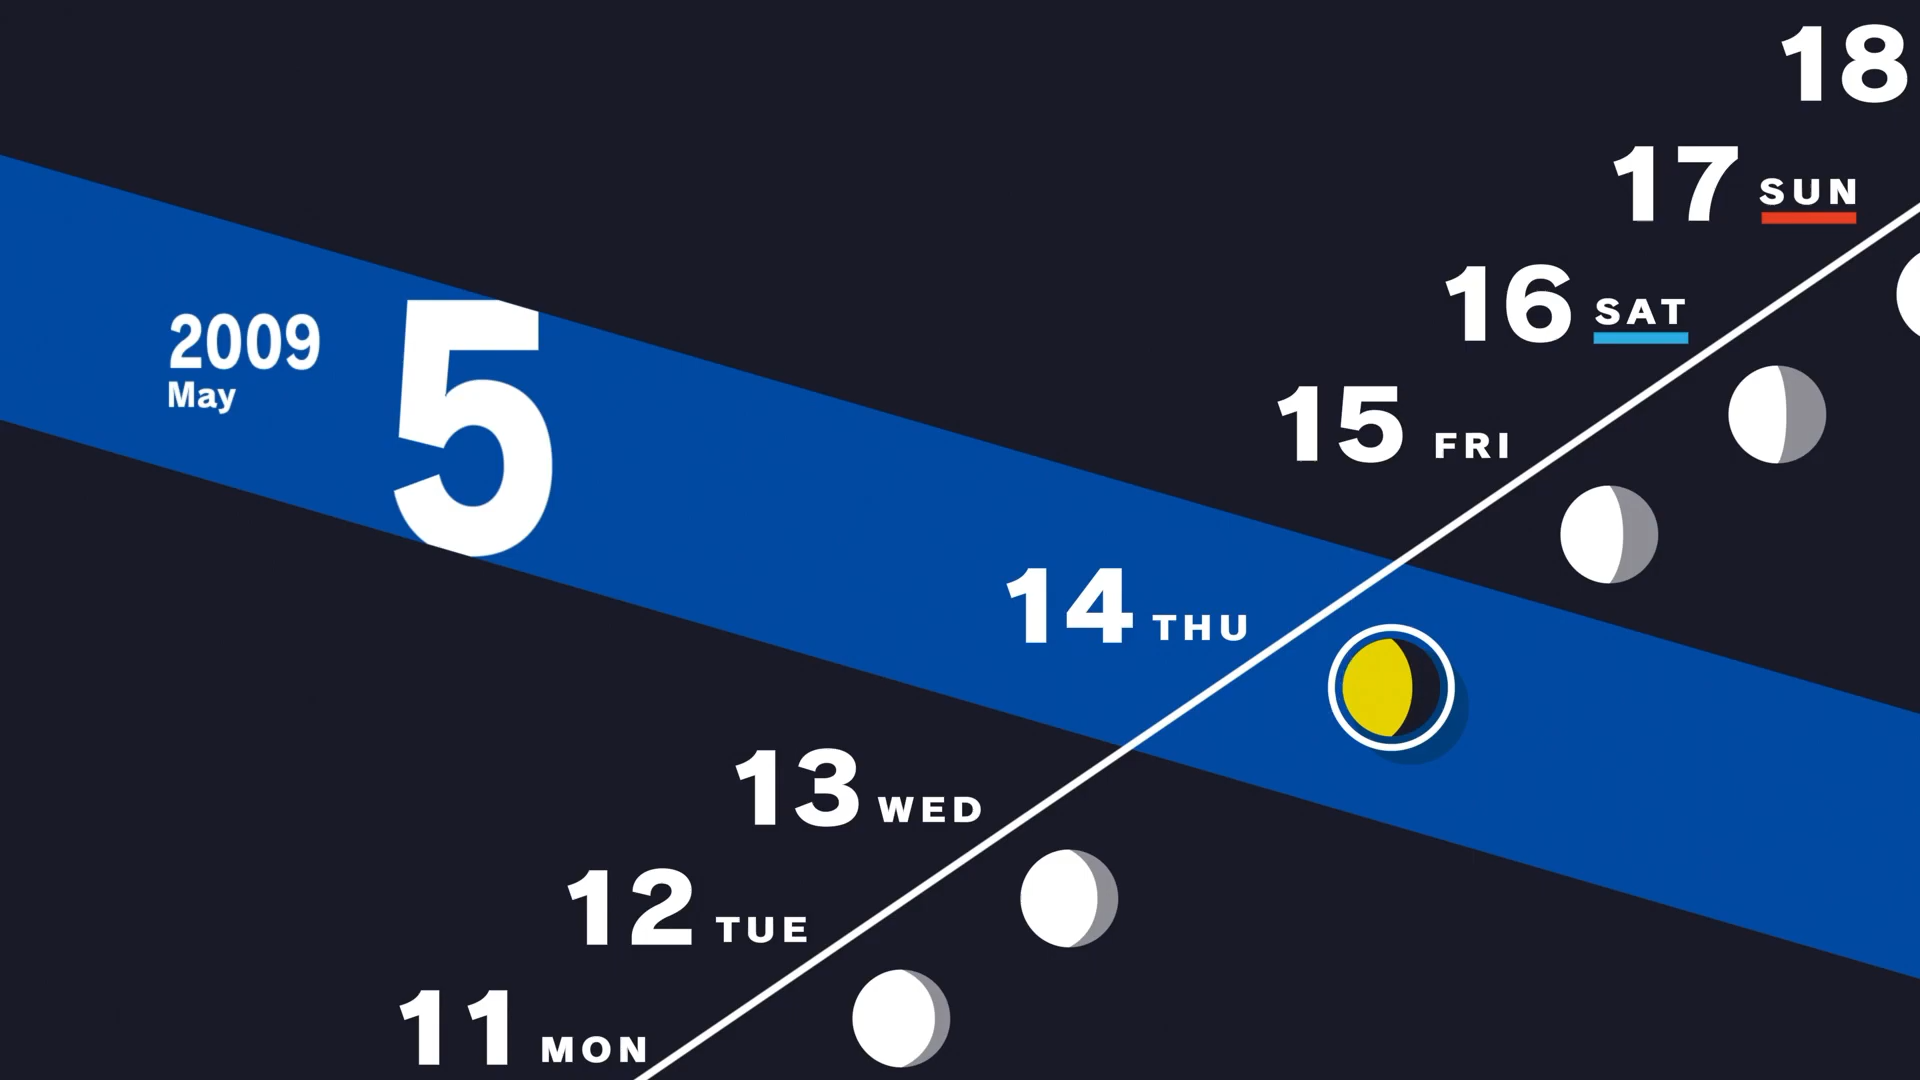 18
17 SUN
16 SAT
2009
May
5
15 FRI
14 THU
13 WED
12 TUE
11 MON